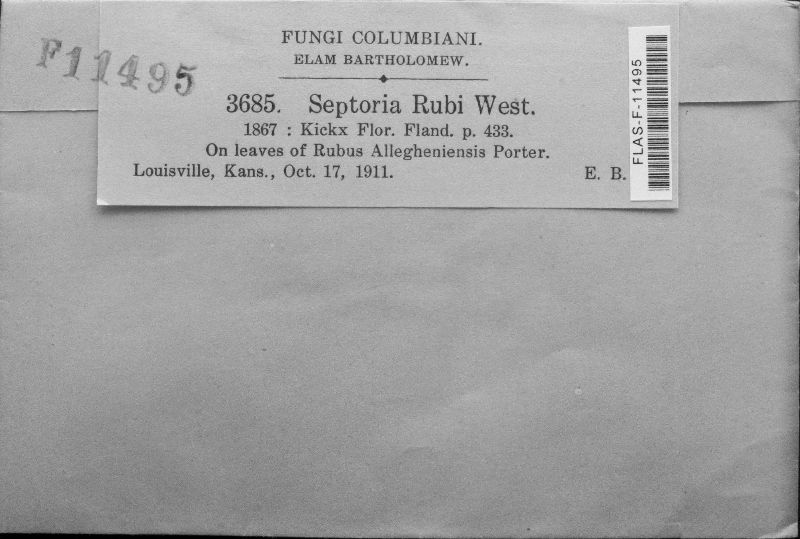 F11495
FUNGI COLUMBIANI.
ELAM BARTHOLOMEW.
3685. Septoria Rubi West.
1867 : Kickx Flor. Fland. p. 433.
On leaves of Rubus Allegheniensis Porter.
Louisville, Kans., Oct. 17, 1911. E. B.
FLAS-F-11495